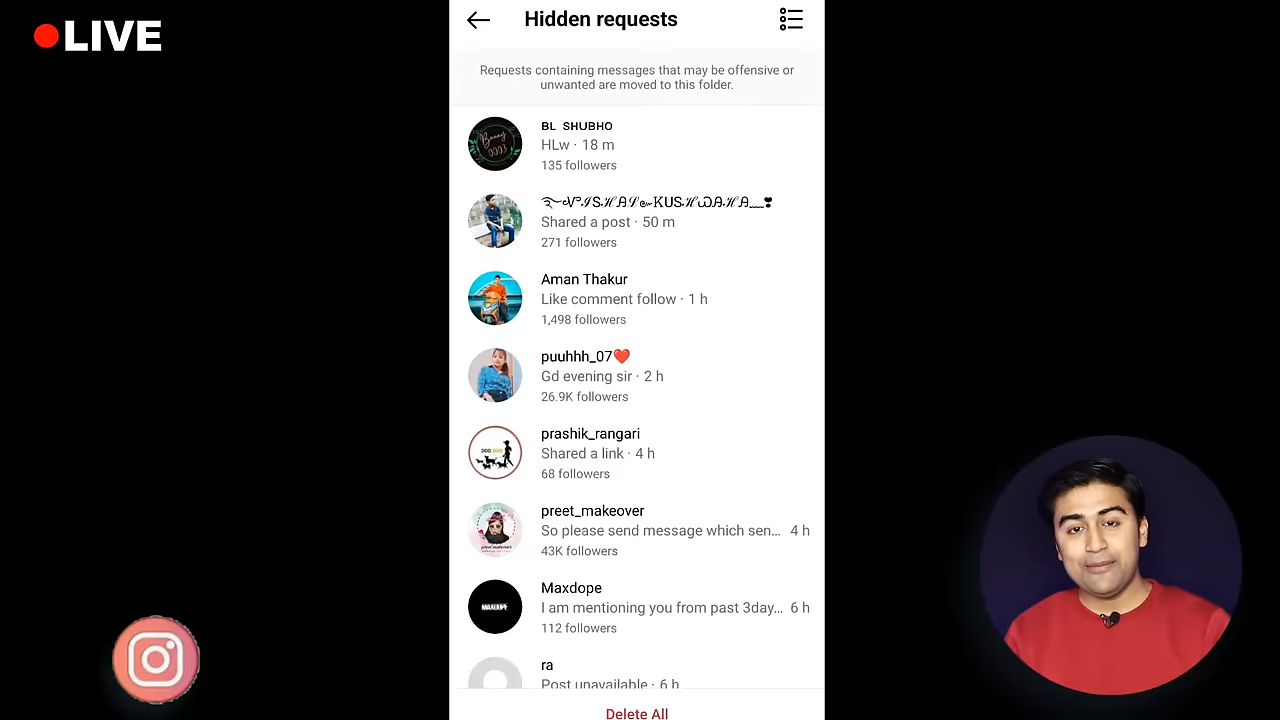 LIVE
Hidden requests
Requests containing messages that may be offensive or
unwanted are moved to this folder.
BL SHUBHO
HLw · 18 m
135 followers
Shared a post · 50 m
271 followers
Aman Thakur
Like comment follow · 1 h
1,498 followers
puuhhh_07❤️
Gd evening sir · 2 h
26.9K followers
prashik_rangari
Shared a link · 4 h
68 followers
preet_makeover
So please send message which sen... 4 h
43K followers
Maxdope
I am mentioning you from past 3day... 6 h
112 followers
ra
Post unavailable · 6 h
Delete All